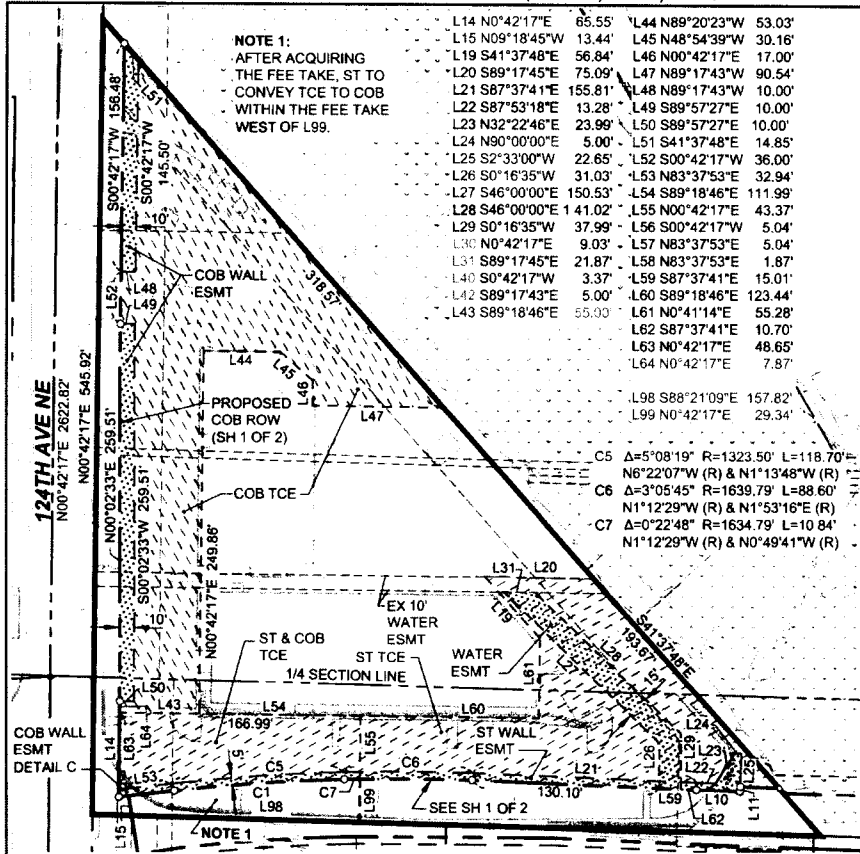 NOTE 1:
AFTER ACQUIRING
THE FEE TAKE, ST TO
CONVEY TCE TO COB
WITHIN THE FEE TAKE
WEST OF L99.
L14 N0°42'17"E 65.55'
L15 N09°18'45"W 13.44'
L19 S41°37'48"E 56.84'
L20 S89°17'45"E 75.09'
L21 S87°37'41"E 155.81'
L22 S87°53'18"E 13.28'
L23 N32°22'46"E 23.99'
L24 N90°00'00"E 5.00'
L25 S2°33'00"W 22.65'
L26 S0°16'35"W 31.03'
L27 S46°00'00"E 150.53'
L28 S46°00'00"E 141.02'
L29 S0°16'35"W 37.99'
L30 N0°42'17"E 9.03'
L31 S89°17'45"E 21.87'
L40 S0°42'17"W 3.37'
L42 S89°17'43"E 5.00'
L43 S89°18'46"E 55.00'
L44 N89°20'23"W 53.03'
L45 N48°54'39"W 30.16'
L46 N00°42'17"E 17.00'
L47 N89°17'43"W 90.54'
L48 N89°17'43"W 10.00'
L49 S89°57'27"E 10.00'
L50 S89°57'27"E 10.00'
L51 S41°37'48"E 14.85'
L52 S00°42'17"W 36.00'
L53 N83°37'53"E 32.94'
L54 S89°18'46"E 111.99'
L55 N00°42'17"E 43.37'
L56 S00°42'17"W 5.04'
L57 N83°37'53"E 5.04'
L58 N83°37'53"E 1.87'
L59 S87°37'41"E 15.01'
L60 S89°18'46"E 123.44'
L61 N0°41'14"E 55.28'
L62 S87°37'41"E 10.70'
L63 N0°42'17"E 48.65'
L64 N0°42'17"E 7.87'
L98 S88°21'09"E 157.82'
L99 N0°42'17"E 29.34'
C5 Δ=5°08'19" R=1323.50' L=118.70'
N6°22'07"W (R) & N1°13'48"W (R)
C6 Δ=3°05'45" R=1639.79' L=88.60'
N1°12'29"W (R) & N1°53'16"E (R)
C7 Δ=0°22'48" R=1634.79' L=10.84'
N1°12'29"W (R) & N0°49'41"W (R)
L51
156.48'
S00°42'17"W
S00°42'17"W
145.50'
10'
COB WALL
ESMT
L48
L49
L52
318.57'
L44
L45
L46
L47
PROPOSED
COB ROW
(SH 1 OF 2)
COB TCE
124TH AVE NE
N00°42'17"E 2622.82'
N00°42'17"E 545.92'
N00°02'33"E 259.51'
S00°02'33"W 259.51'
N00°42'17"E 249.86'
10'
L31
L20
EX 10'
WATER
ESMT
L19
ST & COB
TCE
ST TCE
WATER
ESMT
1/4 SECTION LINE
L27
L28
S41°37'48"E
193.67'
15'
L61
L50
L43
L54
L60
166.99'
L24
L23
L29
L26
L22
L25
COB WALL
ESMT
DETAIL C
L14
L63
L64
L53
5'
C5
L55
C6
ST WALL
ESMT
L21
C1
C7
L98
L99
130.10'
SEE SH 1 OF 2
L59
L10
L11
L62
L15
NOTE 1